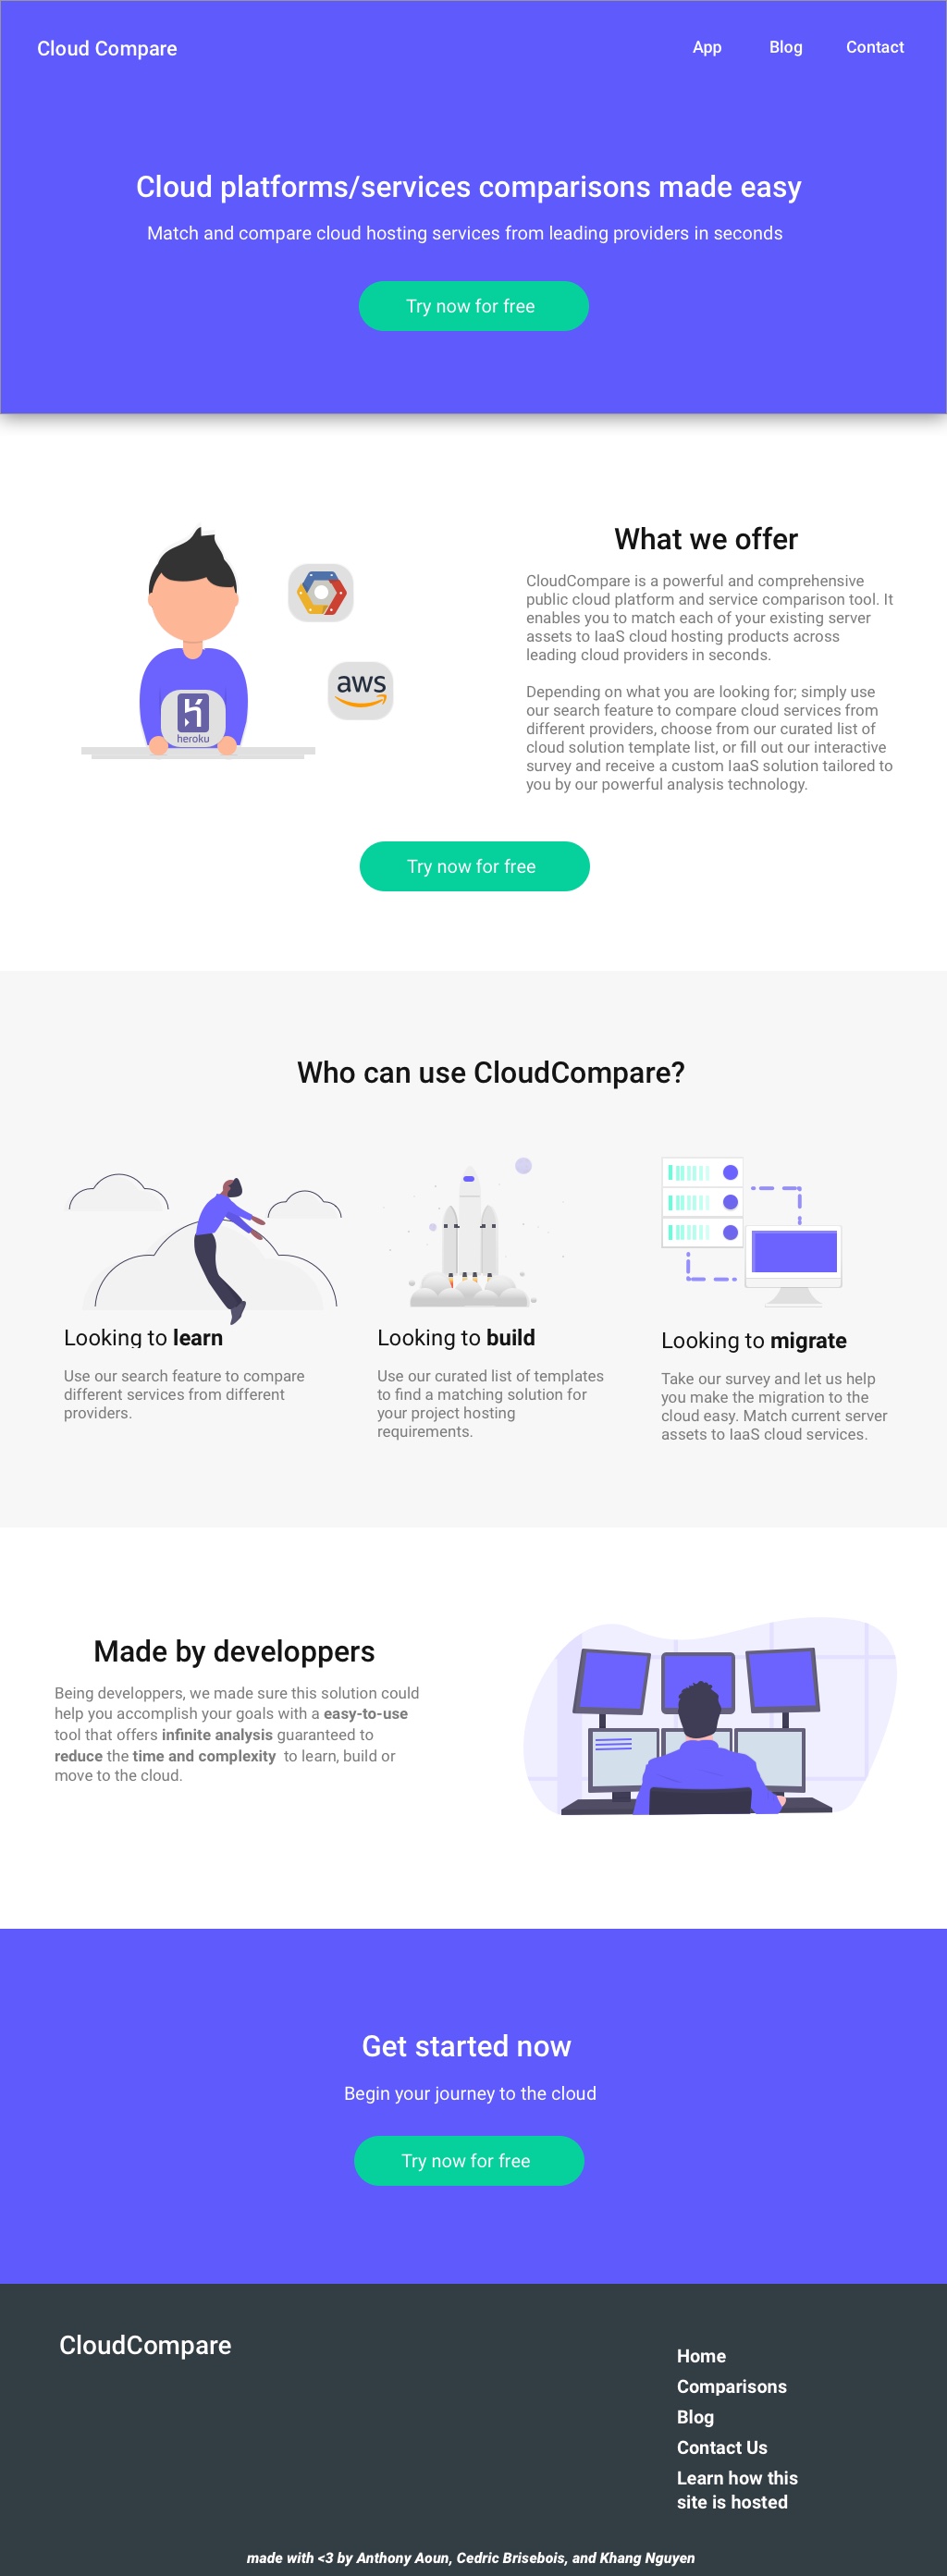 Cloud Compare
App
Blog
Contact
Cloud platforms/services comparisons made easy
Match and compare cloud hosting services from leading providers in seconds
Try now for free
What we offer
CloudCompare is a powerful and comprehensive
public cloud platform and service comparison tool. It
enables you to match each of your existing server
assets to IaaS cloud hosting products across
leading cloud providers in seconds.
Depending on what you are looking for; simply use
our search feature to compare cloud services from
different providers, choose from our curated list of
cloud solution template list, or fill out our interactive
survey and receive a custom IaaS solution tailored to
you by our powerful analysis technology.
aws
heroku
Try now for free
Who can use CloudCompare?
Looking to learn
Use our search feature to compare
different services from different
providers.
Looking to build
Use our curated list of templates
to find a matching solution for
your project hosting
requirements.
Looking to migrate
Take our survey and let us help
you make the migration to the
cloud easy. Match current server
assets to IaaS cloud services.
Made by developpers
Being developpers, we made sure this solution could
help you accomplish your goals with a easy-to-use
tool that offers infinite analysis guaranteed to
reduce the time and complexity to learn, build or
move to the cloud.
Get started now
Begin your journey to the cloud
Try now for free
CloudCompare
Home
Comparisons
Blog
Contact Us
Learn how this
site is hosted
made with <3 by Anthony Aoun, Cedric Brisebois, and Khang Nguyen